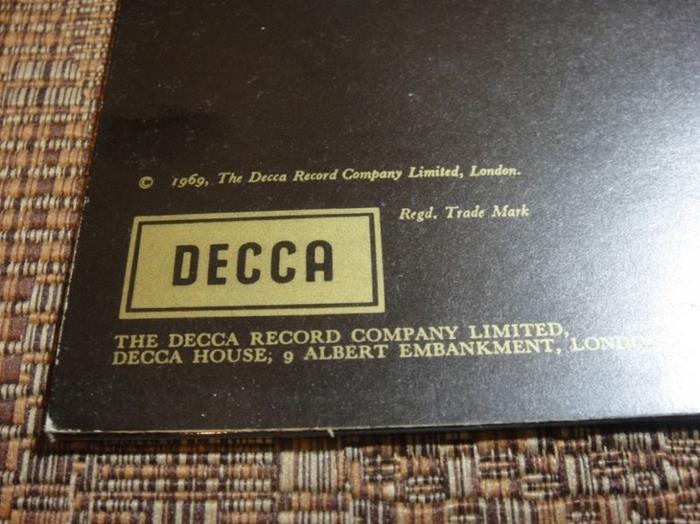 © 1969, The Decca Record Company Limited, London.
Regd. Trade Mark
DECCA
THE DECCA RECORD COMPANY LIMITED,
DECCA HOUSE; 9 ALBERT EMBANKMENT,